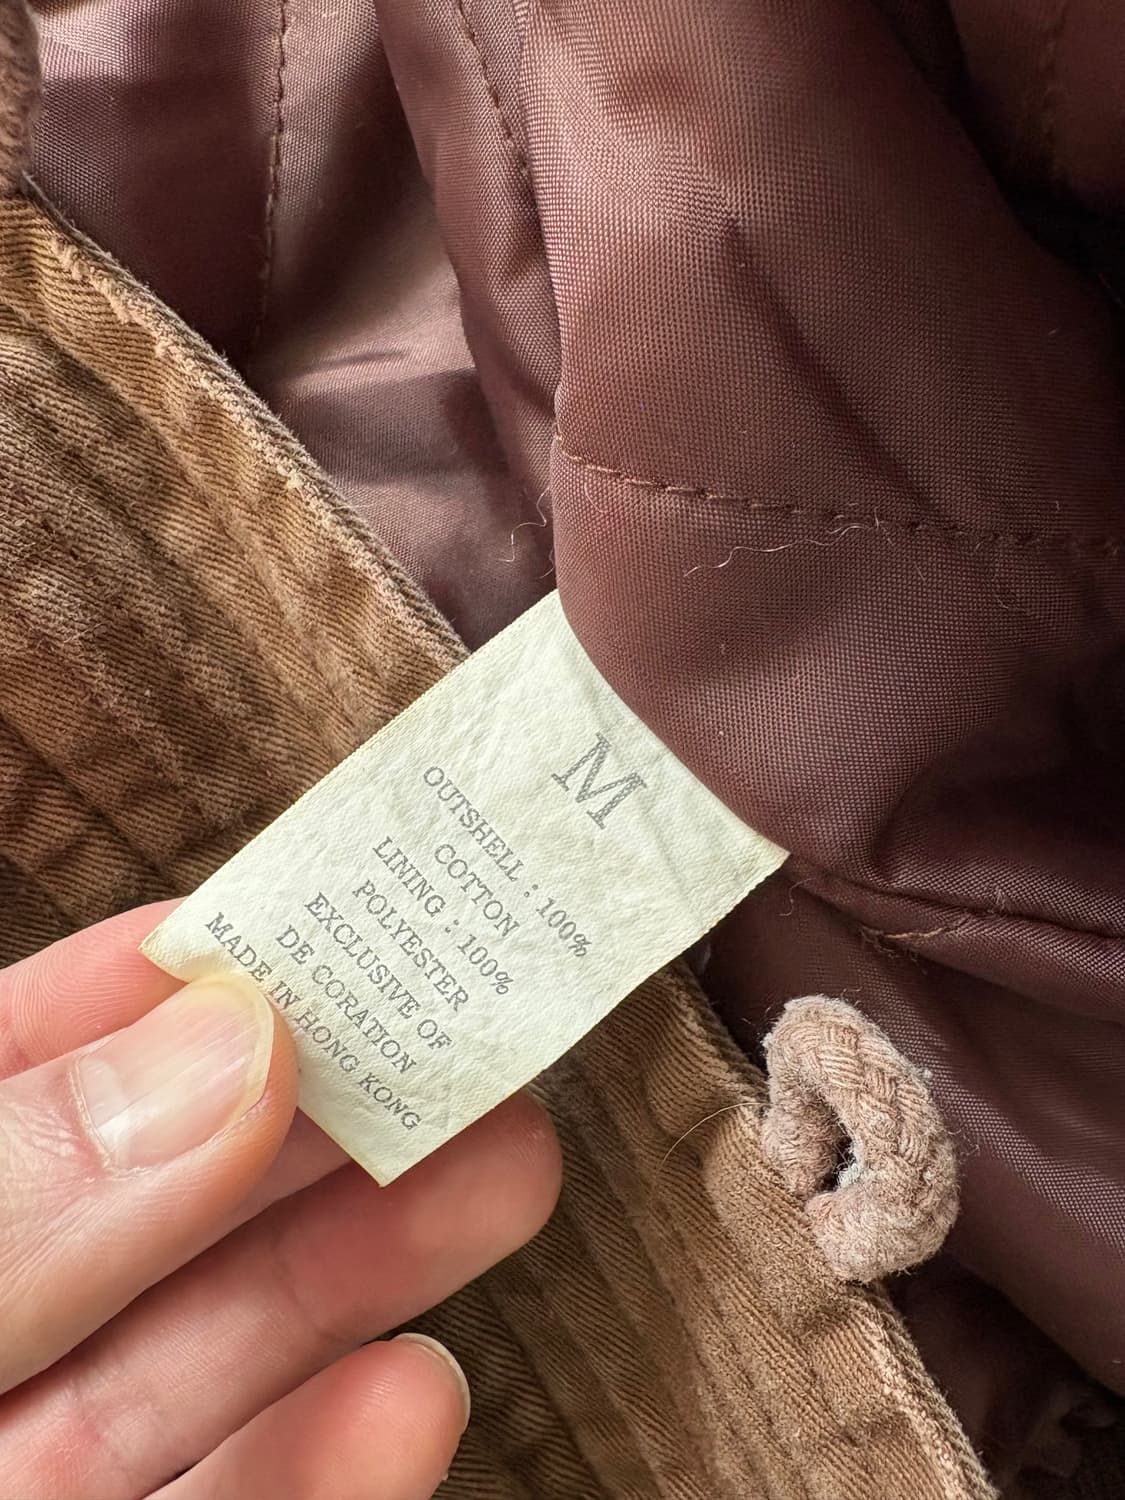 M
OUTSHELL : 100%
COTTON
LINING : 100%
POLYESTER
EXCLUSIVE OF
DE CORATION
MADE IN HONG KONG